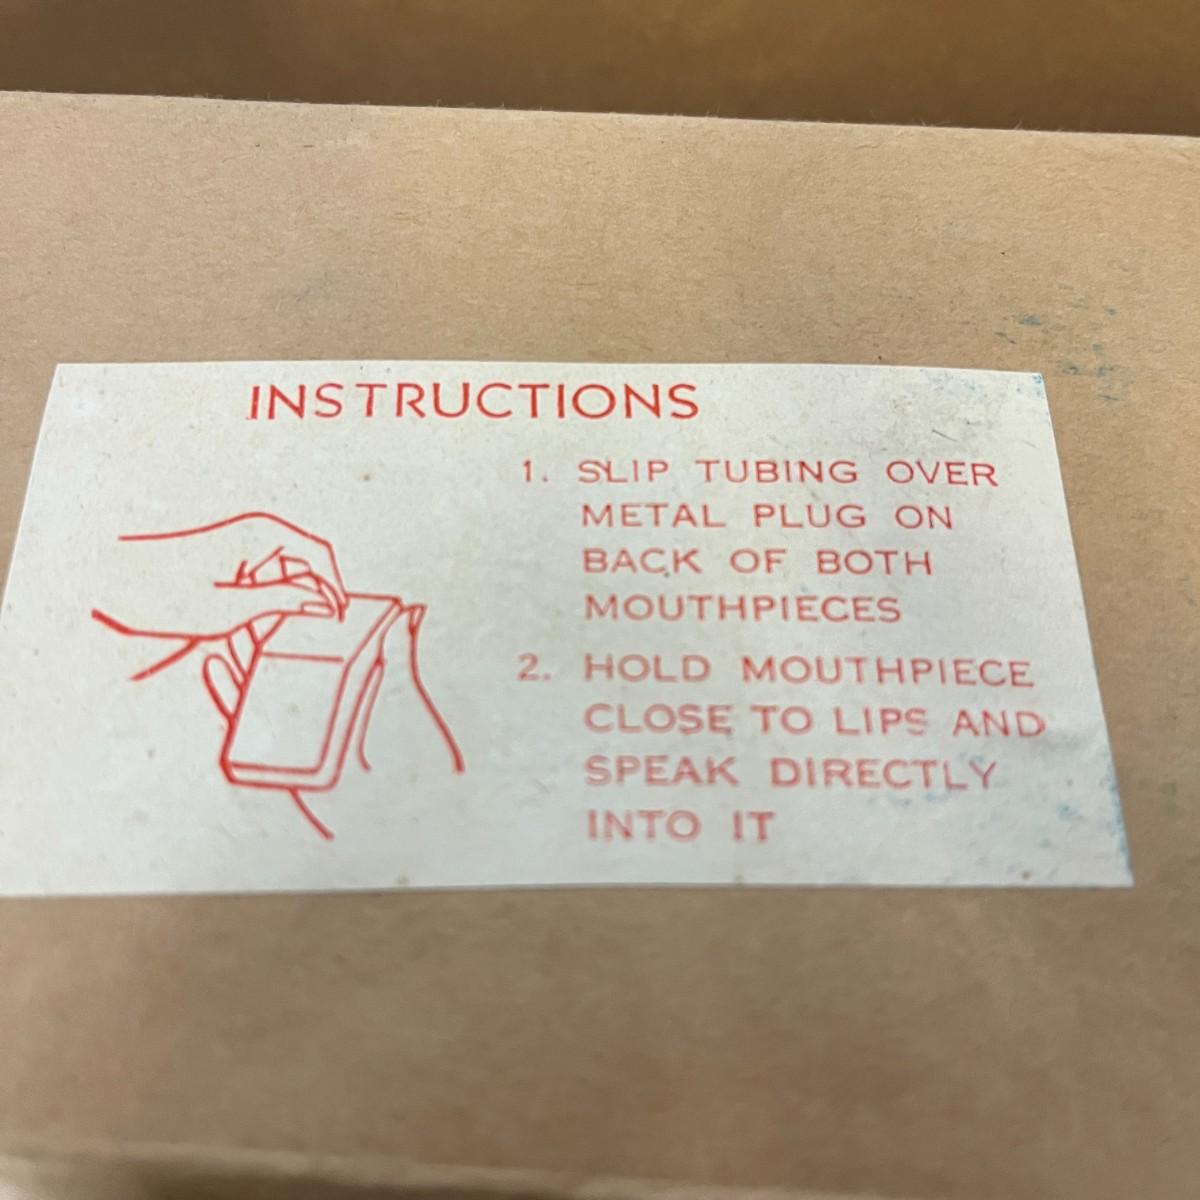 INSTRUCTIONS
1. SLIP TUBING OVER
METAL PLUG ON
BACK OF BOTH
MOUTHPIECES
2. HOLD MOUTHPIECE
CLOSE TO LIPS AND
SPEAK DIRECTLY
INTO IT